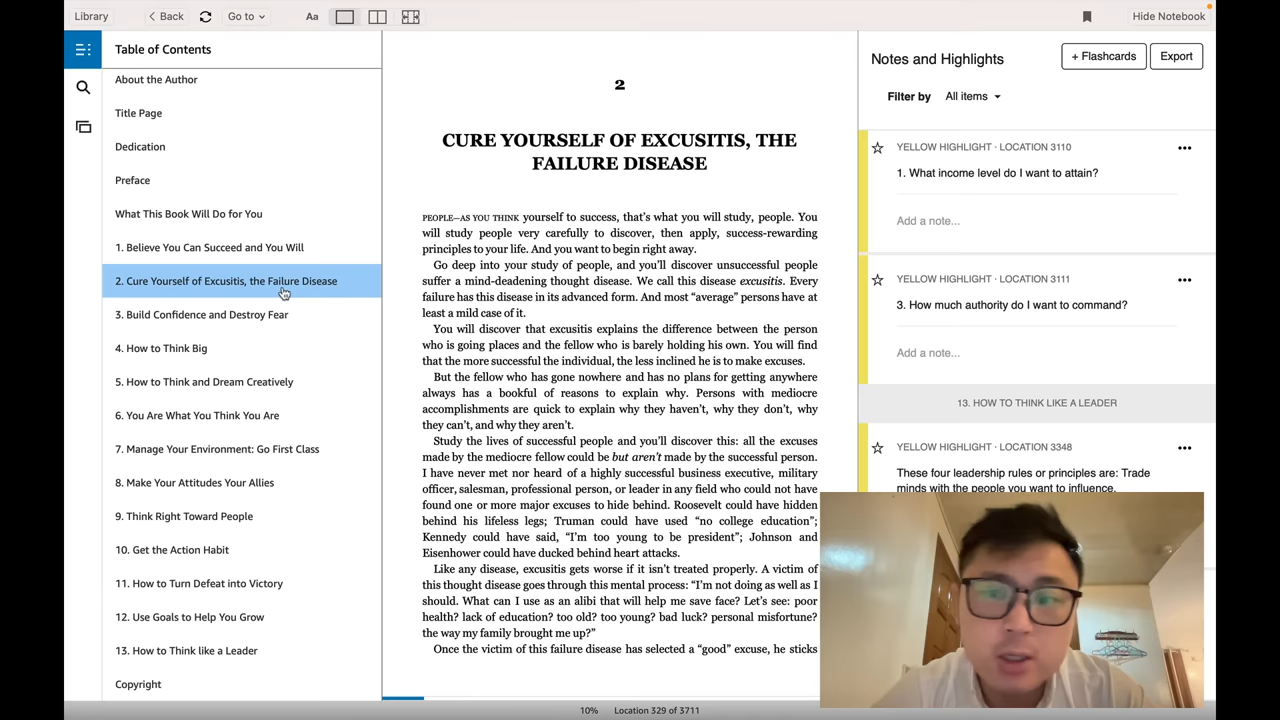 Library
Back
Go to
Aa
Hide Notebook
Table of Contents
About the Author
Title Page
Dedication
Preface
What This Book Will Do for You
1. Believe You Can Succeed and You Will
2. Cure Yourself of Excusitis, the Failure Disease
3. Build Confidence and Destroy Fear
4. How to Think Big
5. How to Think and Dream Creatively
6. You Are What You Think You Are
7. Manage Your Environment: Go First Class
8. Make Your Attitudes Your Allies
9. Think Right Toward People
10. Get the Action Habit
11. How to Turn Defeat into Victory
12. Use Goals to Help You Grow
13. How to Think like a Leader
Copyright
2
CURE YOURSELF OF EXCUSITIS, THE
FAILURE DISEASE
PEOPLE—AS YOU THINK yourself to success, that's what you will study, people. You
will study people very carefully to discover, then apply, success-rewarding
principles to your life. And you want to begin right away.
Go deep into your study of people, and you'll discover unsuccessful people
suffer a mind-deadening thought disease. We call this disease excusitis. Every
failure has this disease in its advanced form. And most “average” persons have at
least a mild case of it.
You will discover that excusitis explains the difference between the person
who is going places and the fellow who is barely holding his own. You will find
that the more successful the individual, the less inclined he is to make excuses.
But the fellow who has gone nowhere and has no plans for getting anywhere
always has a bookful of reasons to explain why. Persons with mediocre
accomplishments are quick to explain why they haven't, why they don't, why
they can't, and why they aren't.
Study the lives of successful people and you'll discover this: all the excuses
made by the mediocre fellow could be but aren't made by the successful person.
I have never met nor heard of a highly successful business executive, military
officer, salesman, professional person, or leader in any field who could not have
found one or more major excuses to hide behind. Roosevelt could have hidden
behind his lifeless legs; Truman could have used “no college education”;
Kennedy could have said, “I'm too young to be president”; Johnson and
Eisenhower could have ducked behind heart attacks.
Like any disease, excusitis gets worse if it isn't treated properly. A victim of
this thought disease goes through this mental process: “I'm not doing as well as I
should. What can I use as an alibi that will help me save face? Let's see: poor
health? lack of education? too old? too young? bad luck? personal misfortune?
the way my family brought me up?”
Once the victim of this failure disease has selected a “good” excuse, he sticks
10%
Location 329 of 3711
Notes and Highlights
+ Flashcards
Export
Filter by
All items
YELLOW HIGHLIGHT · LOCATION 3110
1. What income level do I want to attain?
Add a note...
YELLOW HIGHLIGHT · LOCATION 3111
3. How much authority do I want to command?
Add a note...
13. HOW TO THINK LIKE A LEADER
YELLOW HIGHLIGHT · LOCATION 3348
These four leadership rules or principles are: Trade
minds with the people you want to influence.